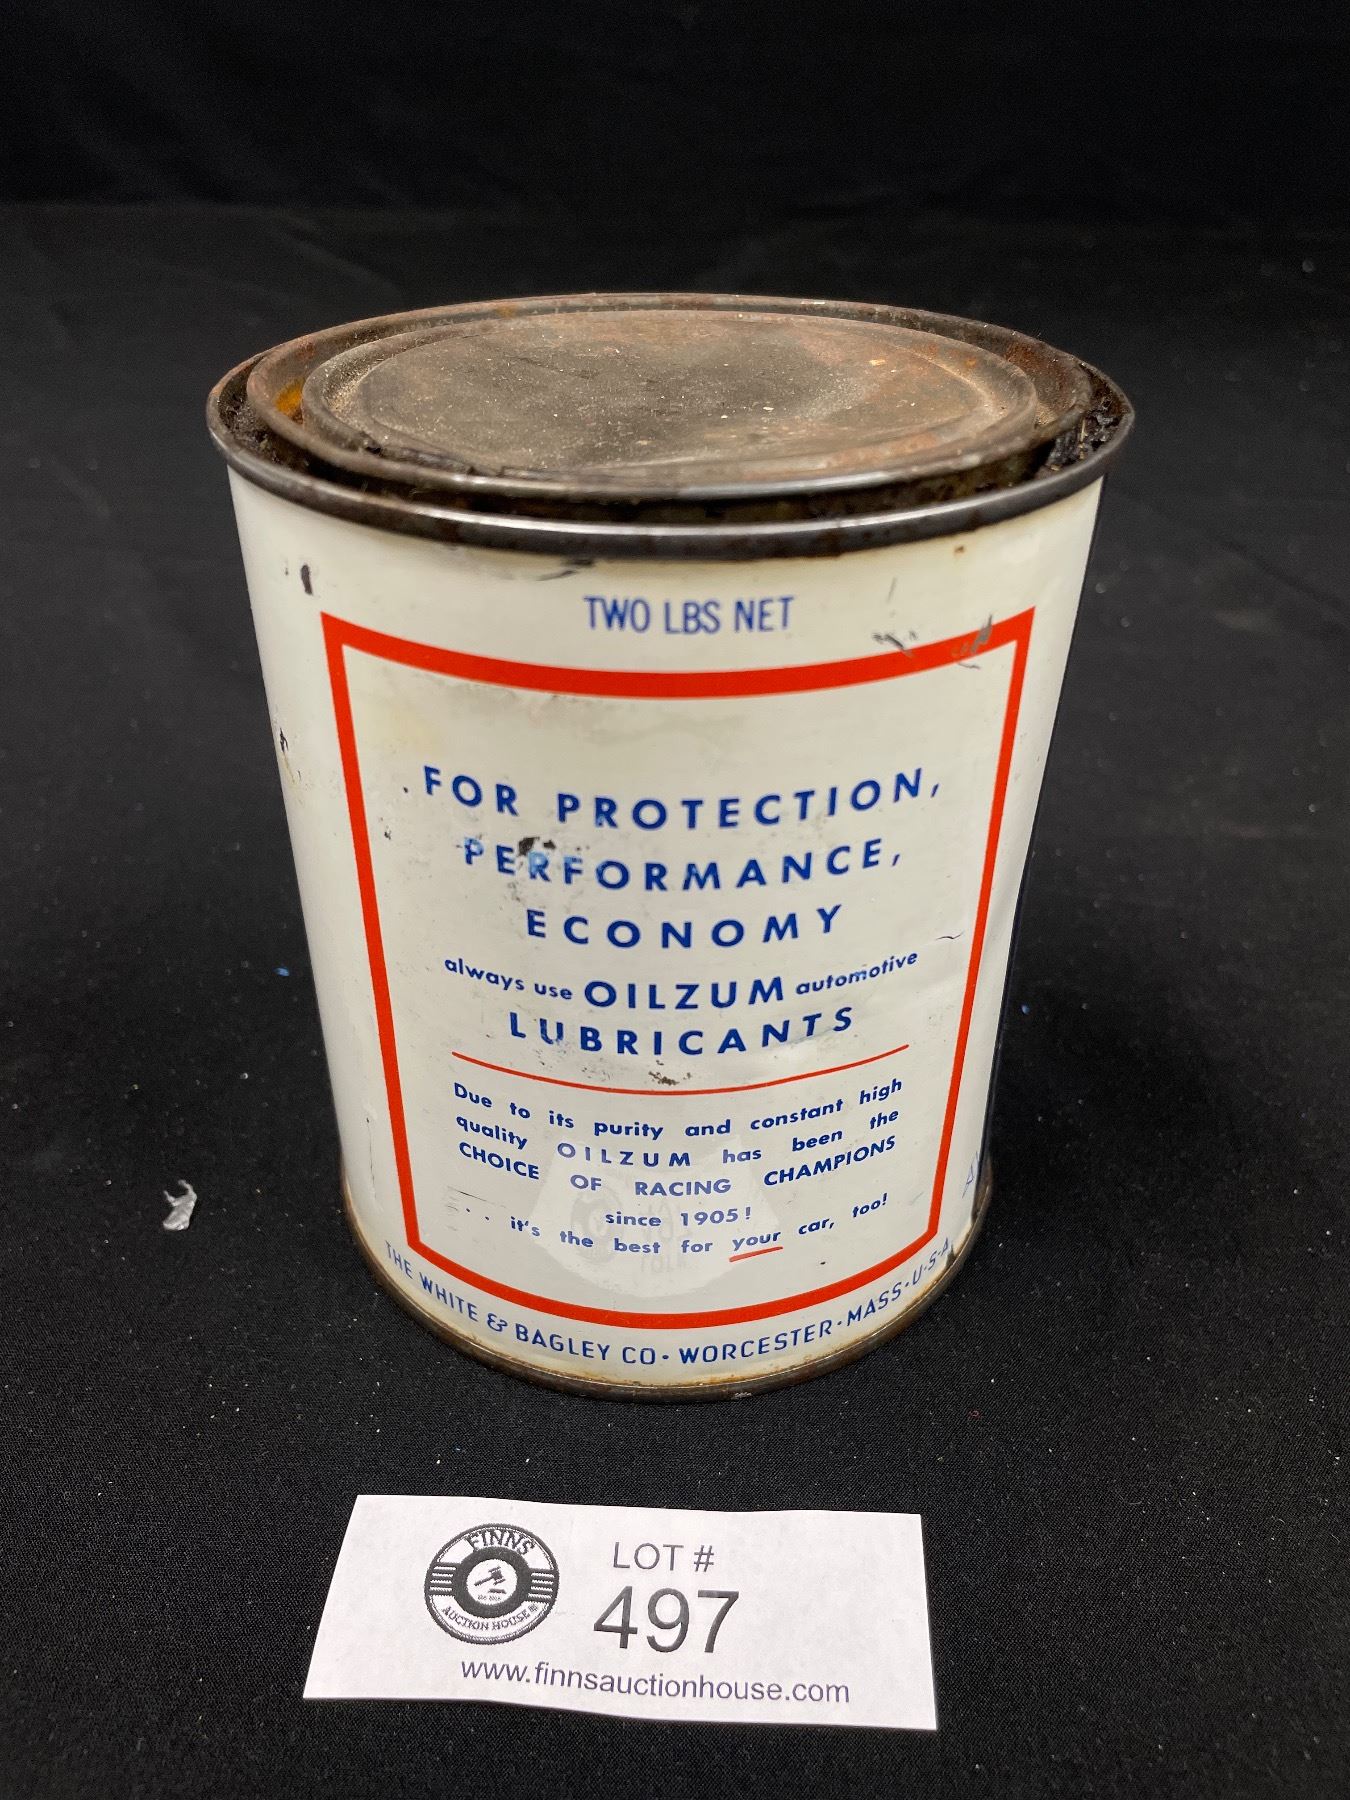 TWO LBS NET
FOR PROTECTION,
PERFORMANCE,
ECONOMY
always use OILZUM automotive
LUBRICANTS
Due to its purity and constant high
quality OILZUM has been the
CHOICE OF RACING CHAMPIONS
since 1905!
. . . it's the best for your car, too!
THE WHITE & BAGLEY CO · WORCESTER · MASS · U·S·A
FINNS
AUCTION HOUSE
LOT #
497
www.finnsauctionhouse.com